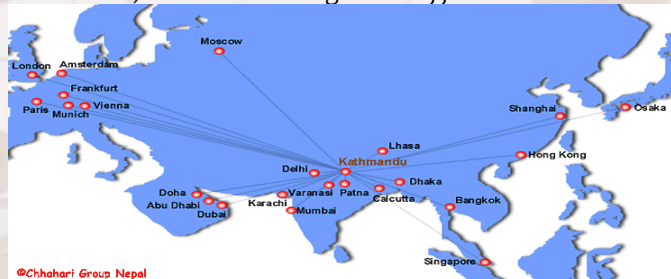 Moscow
London
Amsterdam
Frankfurt
Paris
Munich
Vienna
Shanghai
Osaka
Lhasa
Hong Kong
Kathmandu
Delhi
Dhaka
Doha
Varanasi
Patna
Calcutta
Abu Dhabi
Karachi
Bangkok
Dubai
Mumbai
Singapore
©Chhahari Group Nepal